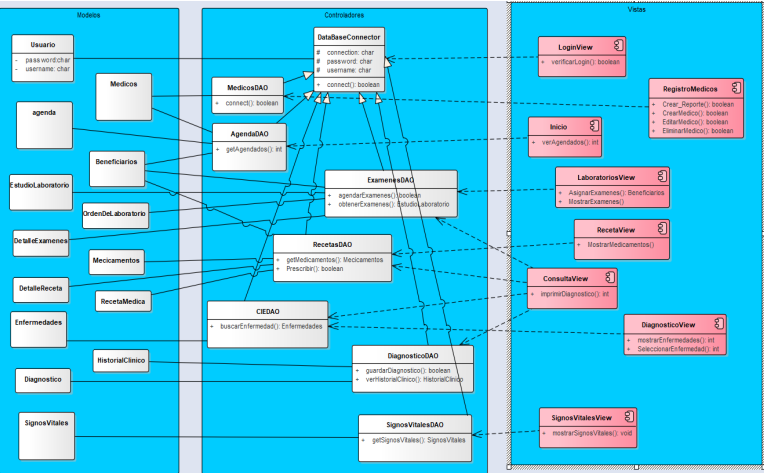 Modelos
Usuario
- password:char
- username: char
Medicos
agenda
Beneficiarios
EstudioLaboratorio
OrdenDeLaboratorio
DetalleExamenes
Mecicamentos
DetalleReceta
RecetaMedica
Enfermedades
HistorialClinico
Diagnostico
SignosVitales
Controladores
DataBaseConnector
# connection: char
# password: char
# username: char
+ connect(): boolean
MedicosDAO
+ connect(): boolean
AgendaDAO
+ getAgendados(): int
ExamenesDAO
+ agendarExamenes(): boolean
+ obtenerExamenes(): EstudioLaboratorio
RecetasDAO
+ getMedicamentos(): Mecicamentos
+ Prescribir(): boolean
CIEDAO
+ buscarEnfermedad(): Enfermedades
DiagnosticoDAO
+ guardarDiagnostico(): boolean
+ verHistorialClinico(): HistorialClinico
SignosVitalesDAO
+ getSignosVitales(): SignosVitales
Vistas
LoginView
+ verificarLogin(): boolean
RegistroMedicos
+ Crear_Reporte(): boolean
+ CrearMedico(): boolean
+ EditarMedico(): boolean
+ EliminarMedico(): boolean
Inicio
+ verAgendados(): int
LaboratoriosView
+ AsignarExamenes(): Beneficiarios
+ MostrarExamenes()
RecetaView
+ MostrarMedicamentos()
ConsultaView
+ imprimirDiagnostico(): int
DiagnosticoView
+ mostrarEnfermedades(): int
+ SeleccionarEnfermedad(): int
SignosVitalesView
+ mostrarSignosVitales(): void